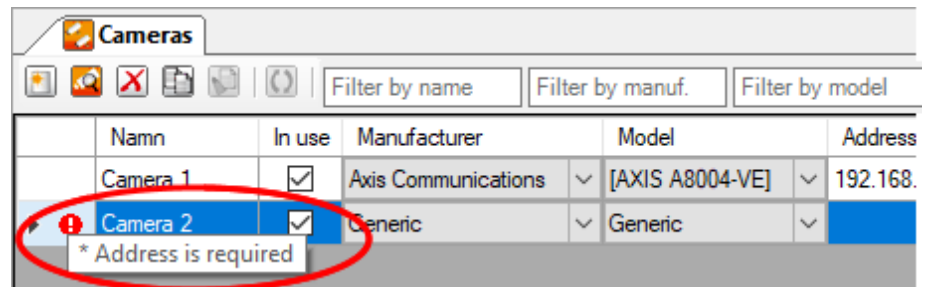 Cameras
Filter by name Filter by manuf. Filter by model
Namn In use Manufacturer Model Address
Camera 1 Axis Communications [AXIS A8004-VE] 192.168.
Camera 2 Generic Generic
* Address is required